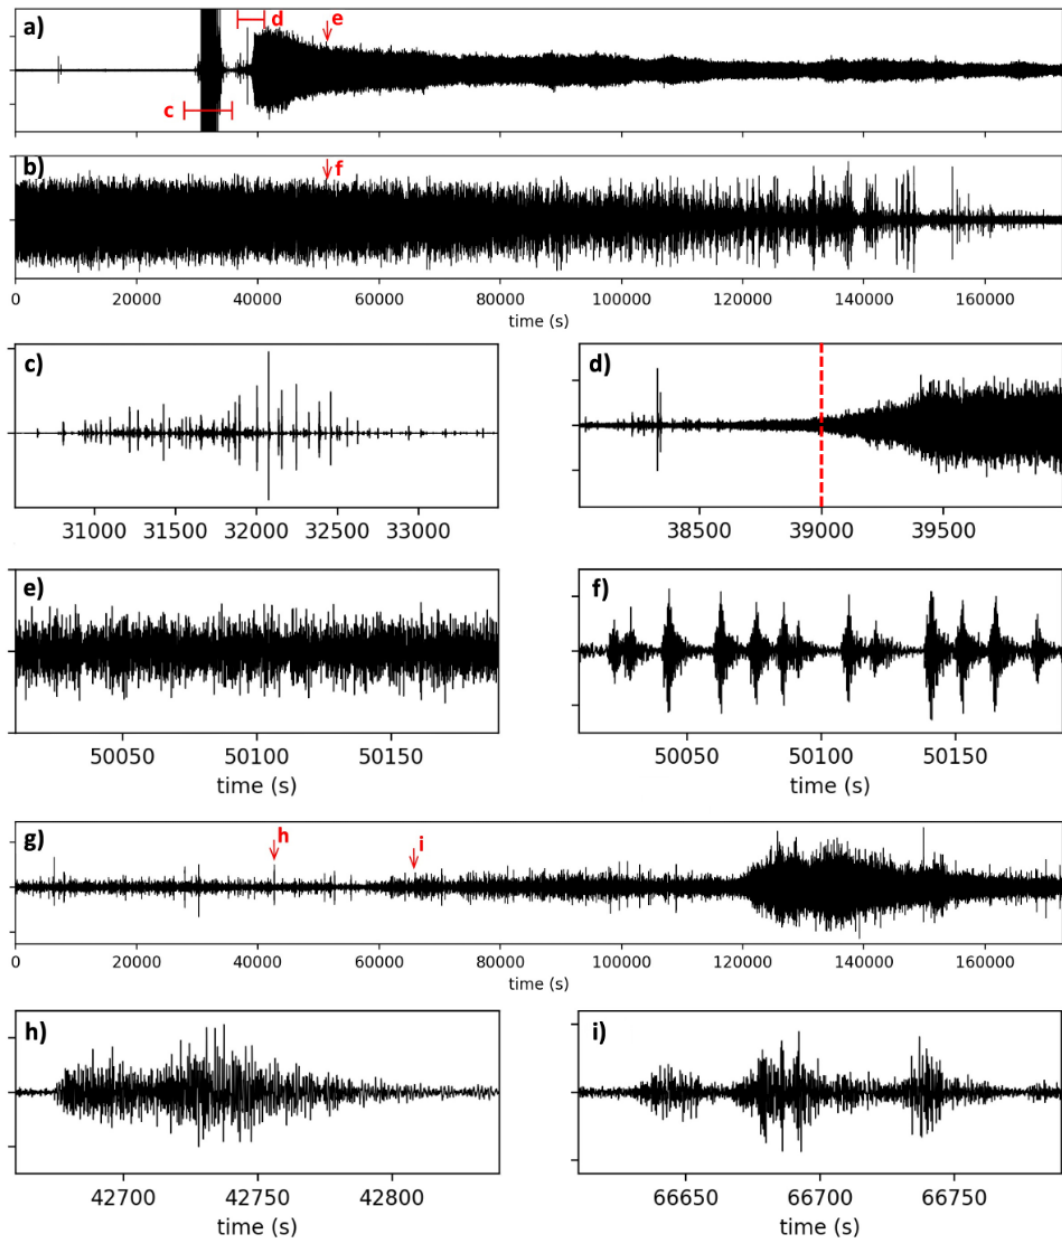 a) d e
c
b) f
0 20000 40000 60000 80000 100000 120000 140000 160000
time (s)
c) d)
31000 31500 32000 32500 33000 38500 39000 39500
e) f)
50050 50100 50150 50050 50100 50150
time (s) time (s)
g) h i
0 20000 40000 60000 80000 100000 120000 140000 160000
time (s)
h) i)
42700 42750 42800 66650 66700 66750
time (s) time (s)